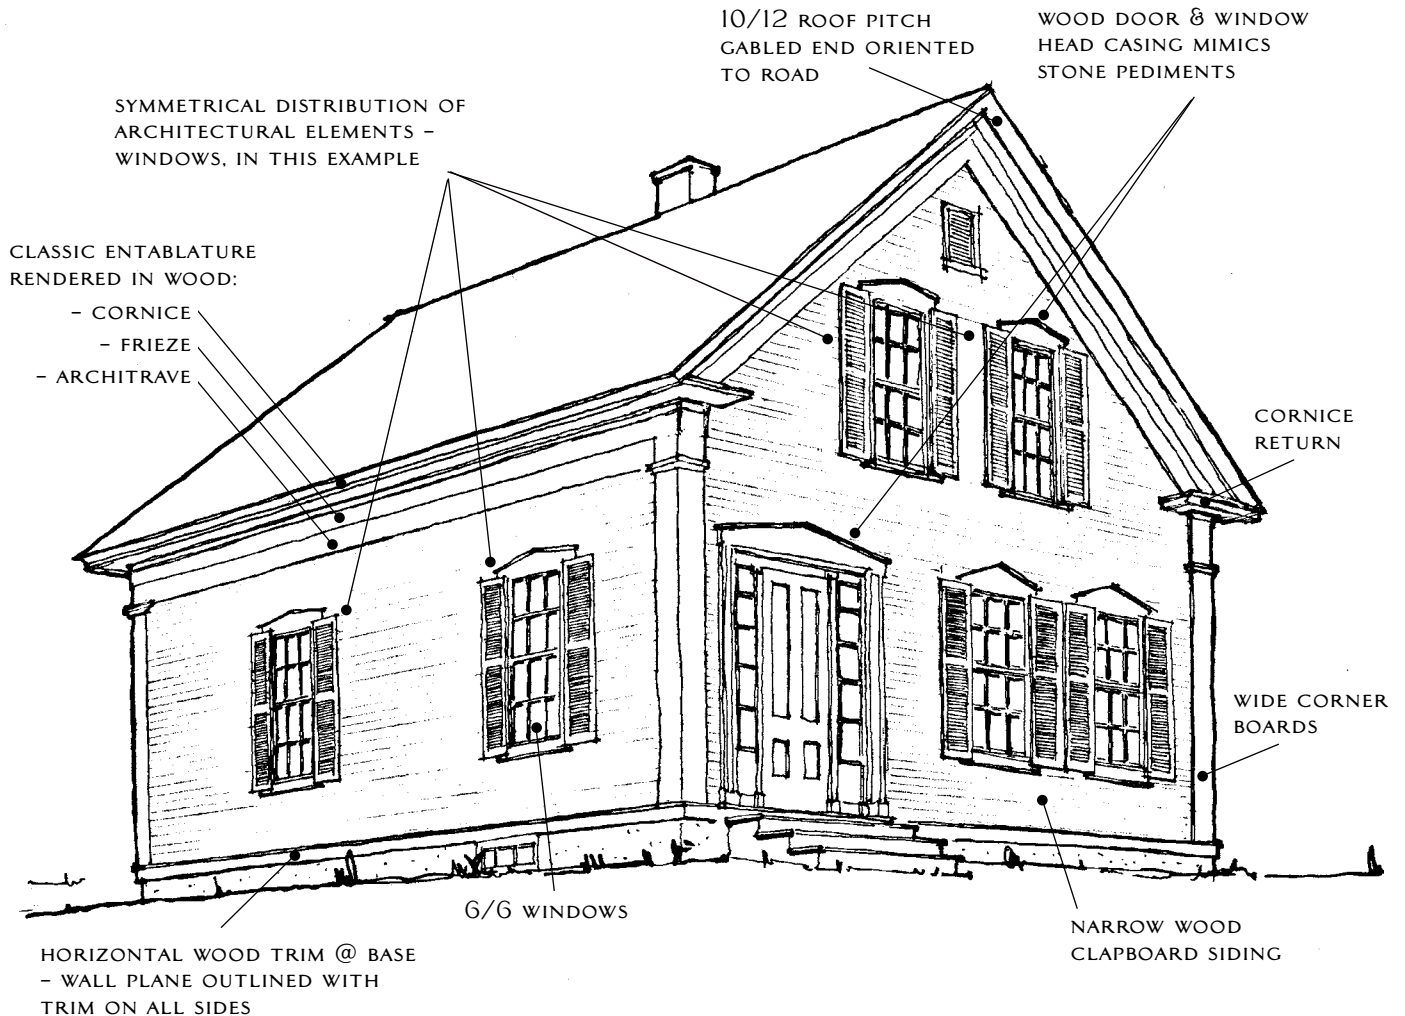 10/12 ROOF PITCH
GABLED END ORIENTED
TO ROAD
WOOD DOOR & WINDOW
HEAD CASING MIMICS
STONE PEDIMENTS
SYMMETRICAL DISTRIBUTION OF
ARCHITECTURAL ELEMENTS –
WINDOWS, IN THIS EXAMPLE
CLASSIC ENTABLATURE
RENDERED IN WOOD:
– CORNICE
– FRIEZE
– ARCHITRAVE
CORNICE
RETURN
WIDE CORNER
BOARDS
6/6 WINDOWS
NARROW WOOD
CLAPBOARD SIDING
HORIZONTAL WOOD TRIM @ BASE
– WALL PLANE OUTLINED WITH
TRIM ON ALL SIDES